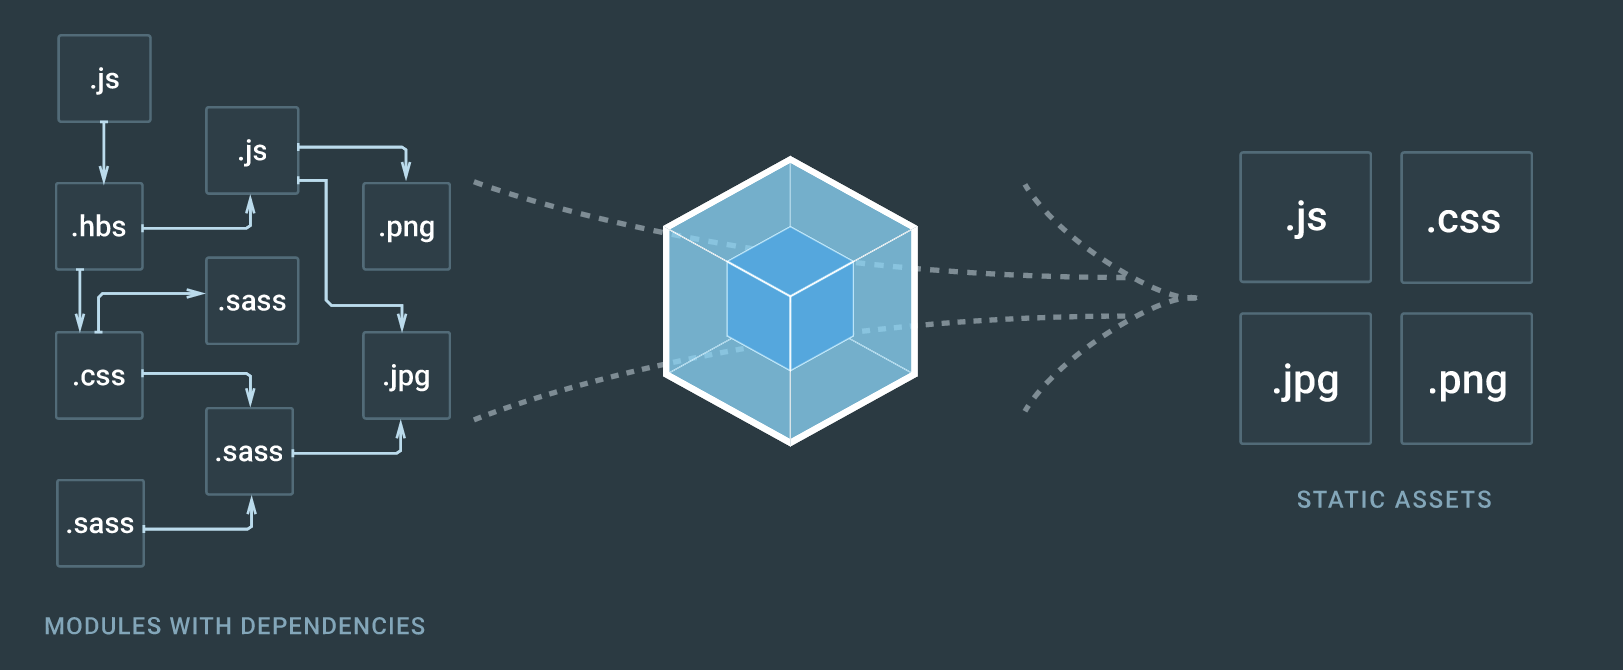 .js
.js
.hbs
.png
.sass
.css
.jpg
.sass
.sass
MODULES WITH DEPENDENCIES
.js
.css
.jpg
.png
STATIC ASSETS